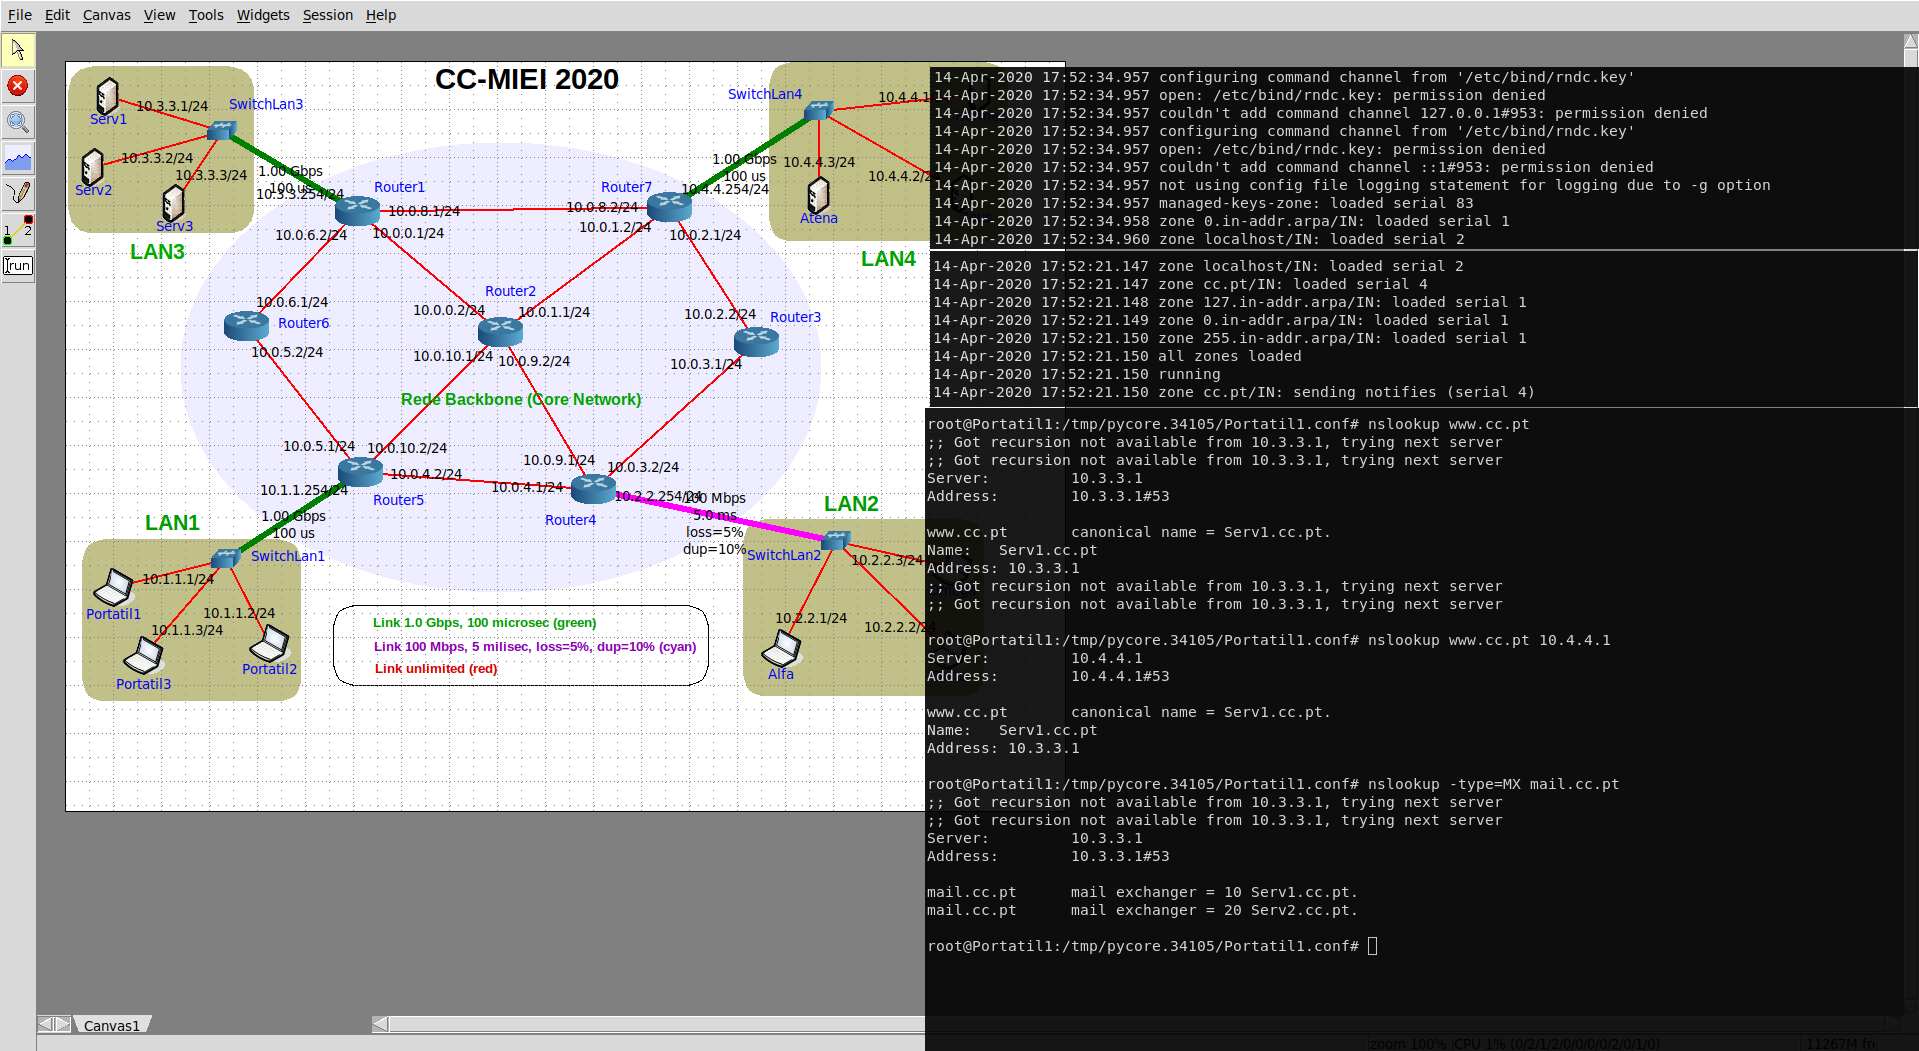 File Edit Canvas View Tools Widgets Session Help
CC-MIEI 2020
10.3.3.1/24
SwitchLan3
Serv1
10.3.3.2/24
10.3.3.3/24
Serv2
Serv3
LAN3
1.00 Gbps
100 us
10.3.3.254/24
Router1
10.0.8.1/24
10.0.6.2/24
10.0.0.1/24
Router7
10.0.8.2/24
10.0.1.2/24
10.0.2.1/24
SwitchLan4
10.4.4.1
1.00 Gbps
100 us
10.4.4.254/24
10.4.4.3/24
10.4.4.2/2
Atena
LAN4
10.0.6.1/24
Router6
10.0.5.2/24
Router2
10.0.0.2/24
10.0.1.1/24
10.0.10.1/24
10.0.9.2/24
10.0.2.2/24
Router3
10.0.3.1/24
Rede Backbone (Core Network)
10.0.5.1/24
10.0.10.2/24
10.0.4.2/24
10.1.1.254/24
Router5
10.0.9.1/24
10.0.3.2/24
10.0.4.1/24
10.2.2.254/24
Router4
100 Mbps
5.0 ms
loss=5%
dup=10%
LAN2
SwitchLan2
10.2.2.3/24
10.2.2.1/24
10.2.2.2/24
Alfa
LAN1
1.00 Gbps
100 us
SwitchLan1
10.1.1.1/24
Portatil1
10.1.1.2/24
10.1.1.3/24
Portatil2
Portatil3
Link 1.0 Gbps, 100 microsec (green)
Link 100 Mbps, 5 milisec, loss=5%, dup=10% (cyan)
Link unlimited (red)
1 2
run
Canvas1
14-Apr-2020 17:52:34.957 configuring command channel from '/etc/bind/rndc.key'
14-Apr-2020 17:52:34.957 open: /etc/bind/rndc.key: permission denied
14-Apr-2020 17:52:34.957 couldn't add command channel 127.0.0.1#953: permission denied
14-Apr-2020 17:52:34.957 configuring command channel from '/etc/bind/rndc.key'
14-Apr-2020 17:52:34.957 open: /etc/bind/rndc.key: permission denied
14-Apr-2020 17:52:34.957 couldn't add command channel ::1#953: permission denied
14-Apr-2020 17:52:34.957 not using config file logging statement for logging due to -g option
14-Apr-2020 17:52:34.957 managed-keys-zone: loaded serial 83
14-Apr-2020 17:52:34.958 zone 0.in-addr.arpa/IN: loaded serial 1
14-Apr-2020 17:52:34.960 zone localhost/IN: loaded serial 2
14-Apr-2020 17:52:21.147 zone localhost/IN: loaded serial 2
14-Apr-2020 17:52:21.147 zone cc.pt/IN: loaded serial 4
14-Apr-2020 17:52:21.148 zone 127.in-addr.arpa/IN: loaded serial 1
14-Apr-2020 17:52:21.149 zone 0.in-addr.arpa/IN: loaded serial 1
14-Apr-2020 17:52:21.150 zone 255.in-addr.arpa/IN: loaded serial 1
14-Apr-2020 17:52:21.150 all zones loaded
14-Apr-2020 17:52:21.150 running
14-Apr-2020 17:52:21.150 zone cc.pt/IN: sending notifies (serial 4)
root@Portatil1:/tmp/pycore.34105/Portatil1.conf# nslookup www.cc.pt
;; Got recursion not available from 10.3.3.1, trying next server
;; Got recursion not available from 10.3.3.1, trying next server
Server: 10.3.3.1
Address: 10.3.3.1#53
www.cc.pt canonical name = Serv1.cc.pt.
Name: Serv1.cc.pt
Address: 10.3.3.1
;; Got recursion not available from 10.3.3.1, trying next server
;; Got recursion not available from 10.3.3.1, trying next server
root@Portatil1:/tmp/pycore.34105/Portatil1.conf# nslookup www.cc.pt 10.4.4.1
Server: 10.4.4.1
Address: 10.4.4.1#53
www.cc.pt canonical name = Serv1.cc.pt.
Name: Serv1.cc.pt
Address: 10.3.3.1
root@Portatil1:/tmp/pycore.34105/Portatil1.conf# nslookup -type=MX mail.cc.pt
;; Got recursion not available from 10.3.3.1, trying next server
;; Got recursion not available from 10.3.3.1, trying next server
Server: 10.3.3.1
Address: 10.3.3.1#53
mail.cc.pt mail exchanger = 10 Serv1.cc.pt.
mail.cc.pt mail exchanger = 20 Serv2.cc.pt.
root@Portatil1:/tmp/pycore.34105/Portatil1.conf#
zoom 100% CPU 1% (0/2/1/2/0/0/0/0/2/0/1/0) 11267M fr